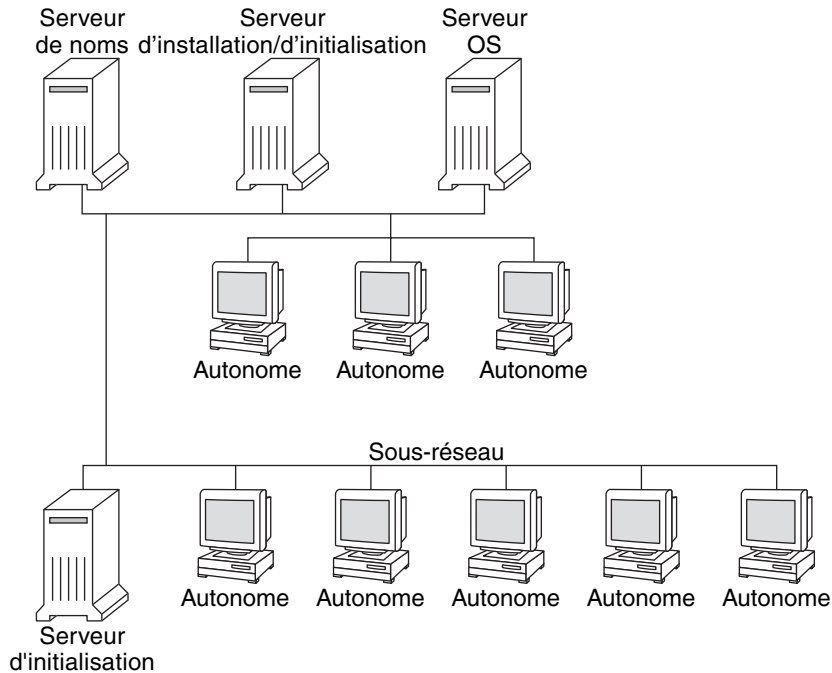 Serveur
de noms
Serveur
d’installation/d’initialisation
Serveur
OS
Autonome
Autonome
Autonome
Sous-réseau
Autonome
Autonome
Autonome
Autonome
Autonome
Serveur
d'initialisation